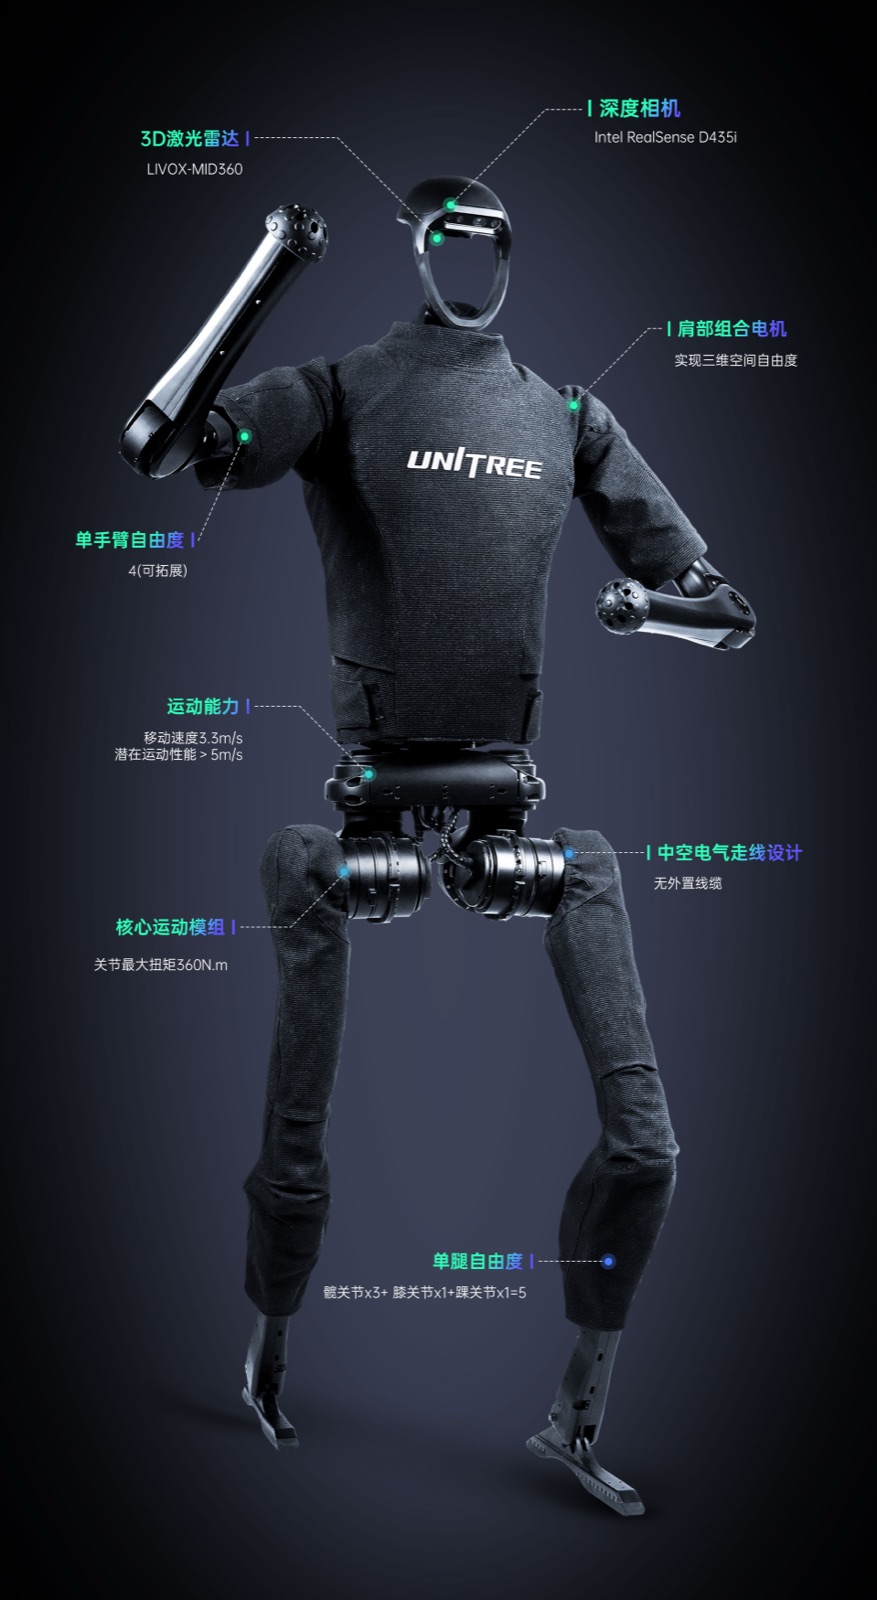 深度相机
Intel RealSense D435i
3D激光雷达
LIVOX-MID360
肩部组合电机
实现三维空间自由度
UNITREE
单手臂自由度
4(可拓展)
运动能力
移动速度3.3m/s
潜在运动性能 > 5m/s
中空电气走线设计
无外置线缆
核心运动模组
关节最大扭矩360N.m
单腿自由度
髋关节x3+ 膝关节x1+踝关节x1=5